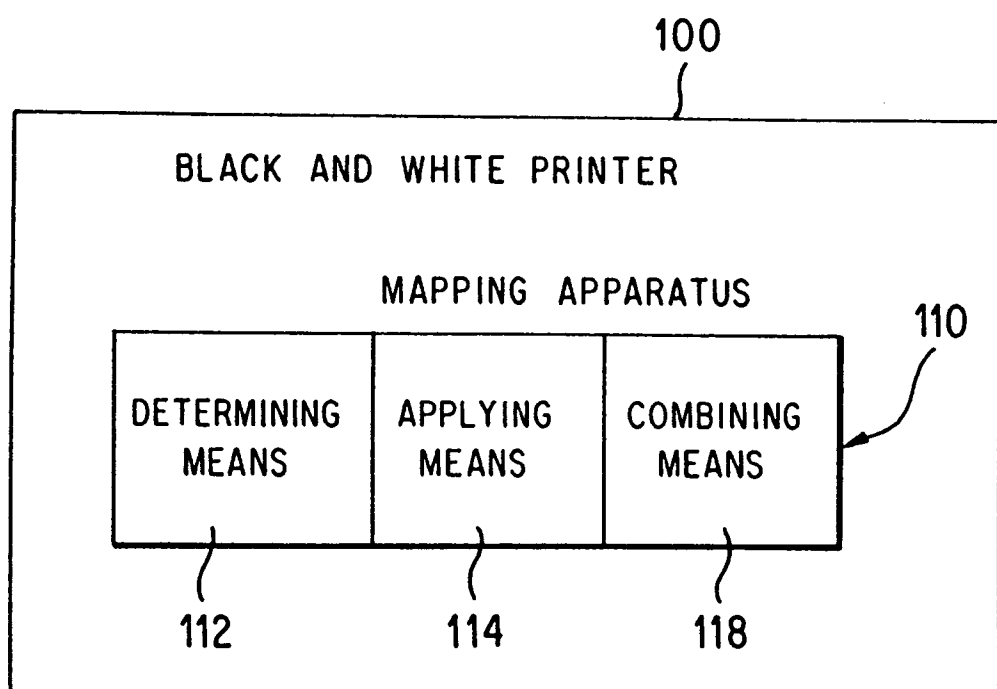 100
BLACK AND WHITE PRINTER
MAPPING APPARATUS
110
DETERMINING MEANS
APPLYING MEANS
COMBINING MEANS
112
114
118